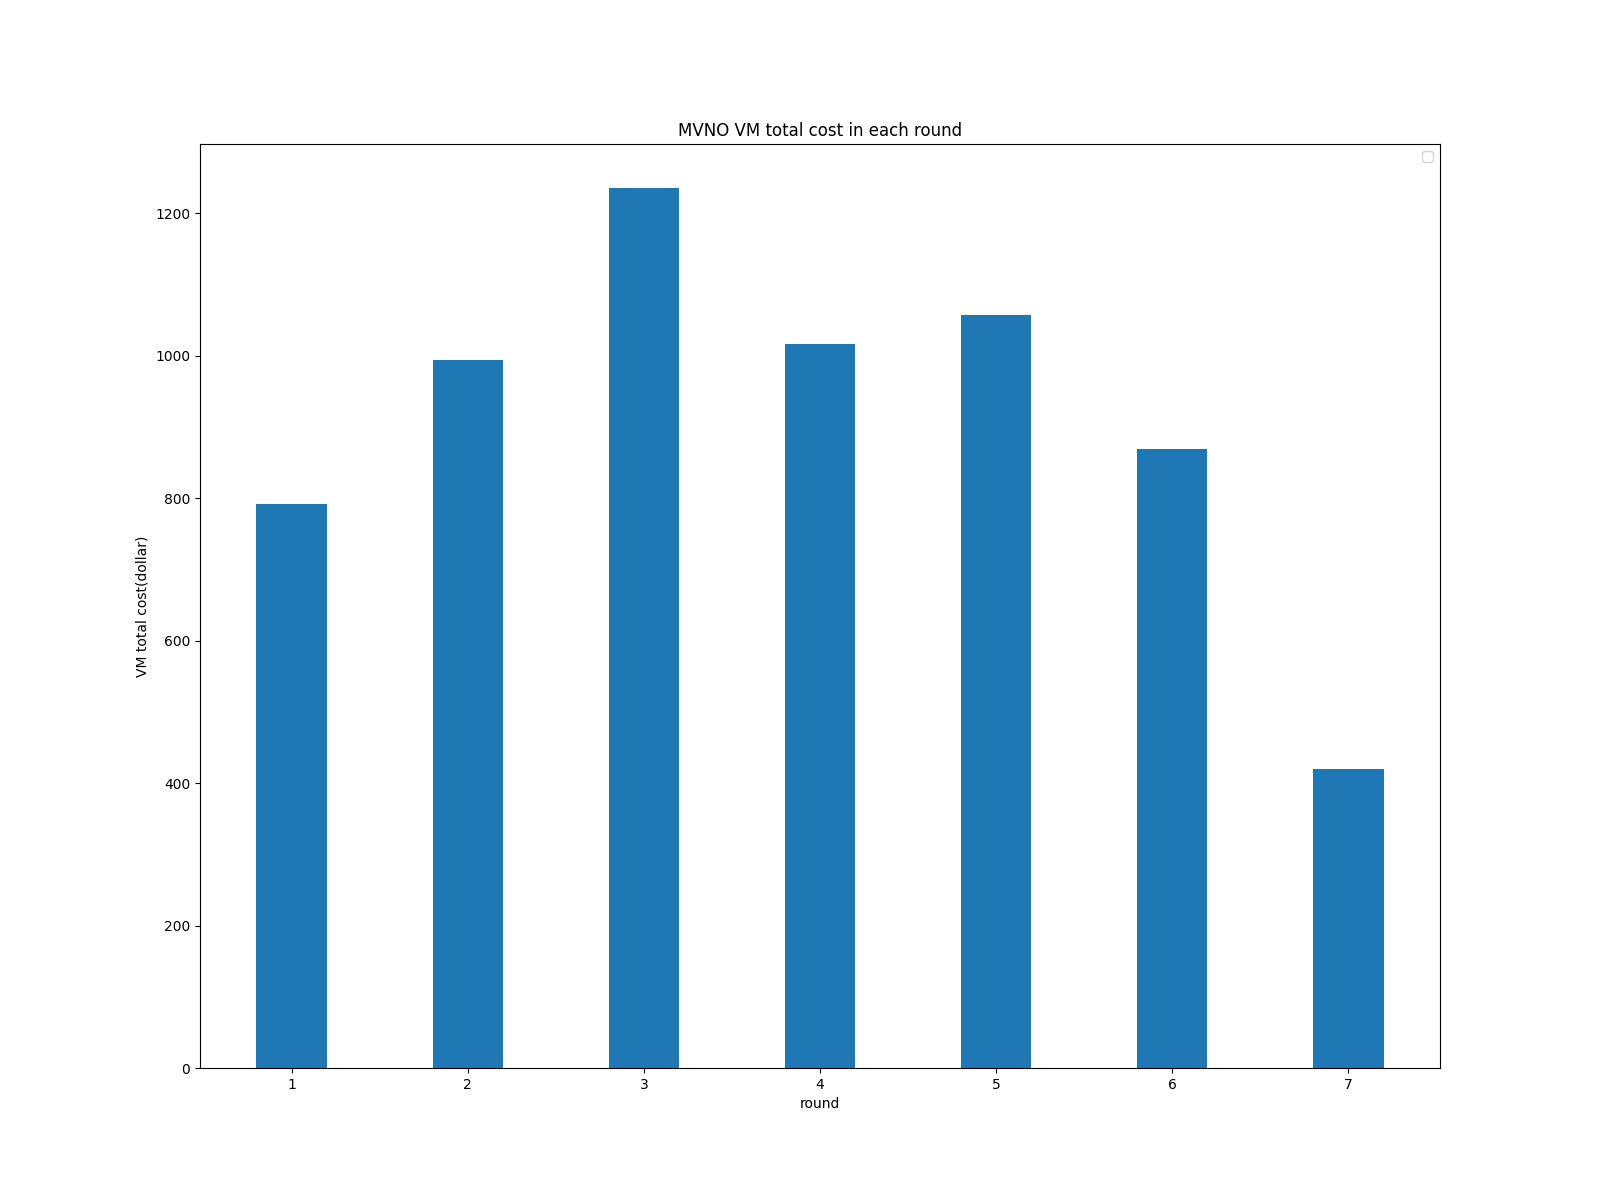 MVNO VM total cost in each round
1200
1000
800
600
400
200
0
VM total cost(dollar)
1 2 3 4 5 6 7
round